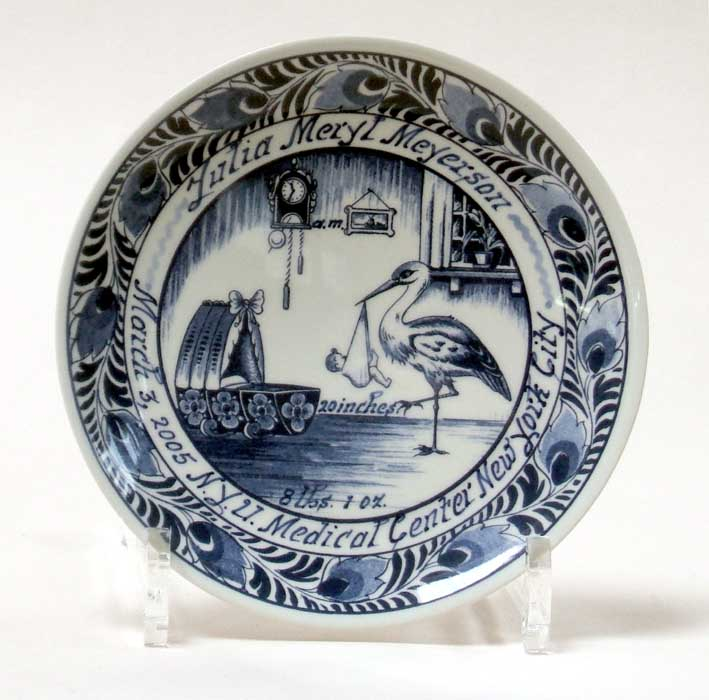 Julia Meryl Meyerson
March 3, 2005 N.Y.U. Medical Center New York City
a.m.
20 inches
8 lbs. 1 oz.